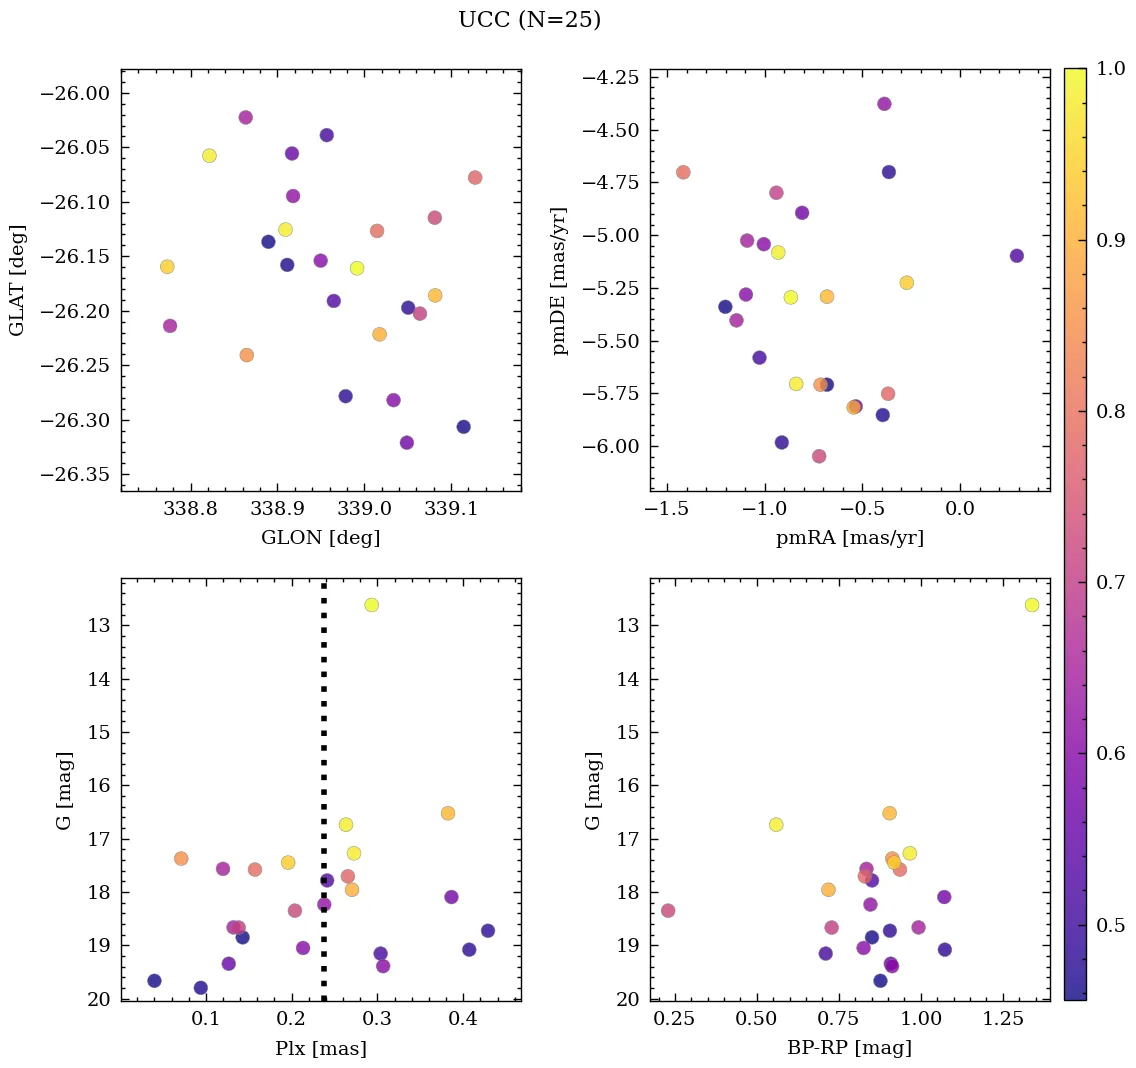 UCC (N=25)
−26.00
−26.05
−26.10
−26.15
−26.20
−26.25
−26.30
−26.35
GLAT [deg]
338.8 338.9 339.0 339.1
GLON [deg]
−4.25
−4.50
−4.75
−5.00
−5.25
−5.50
−5.75
−6.00
pmDE [mas/yr]
−1.5 −1.0 −0.5 0.0
pmRA [mas/yr]
13
14
15
16
17
18
19
20
G [mag]
0.1 0.2 0.3 0.4
Plx [mas]
13
14
15
16
17
18
19
20
G [mag]
0.25 0.50 0.75 1.00 1.25
BP-RP [mag]
1.0
0.9
0.8
0.7
0.6
0.5